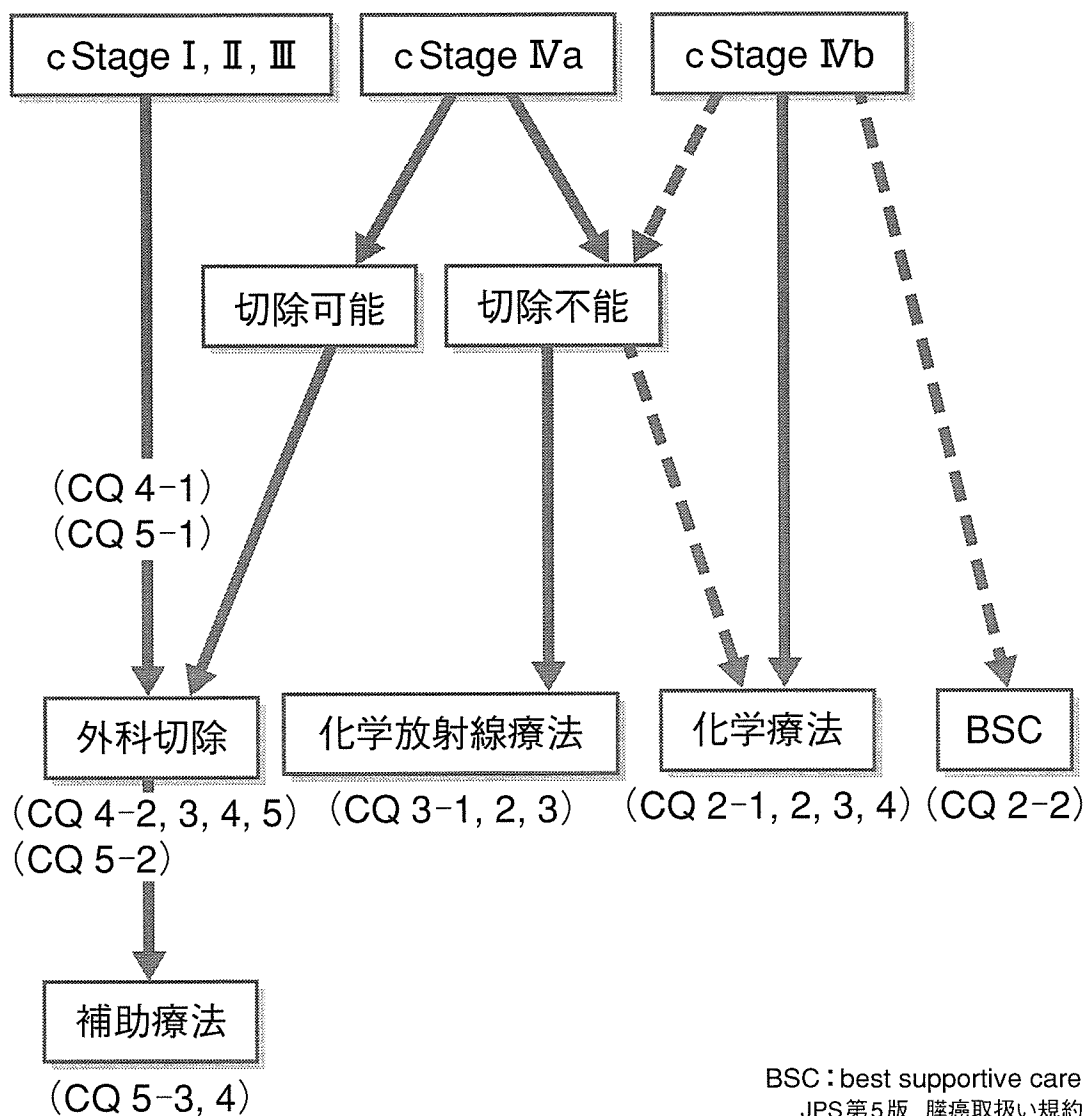 cStage Ⅰ, Ⅱ, Ⅲ
cStage Ⅳa
cStage Ⅳb
切除可能
切除不能
(CQ 4-1)
(CQ 5-1)
外科切除
化学放射線療法
化学療法
BSC
(CQ 4-2, 3, 4, 5)
(CQ 3-1, 2, 3)
(CQ 2-1, 2, 3, 4)
(CQ 2-2)
(CQ 5-2)
補助療法
(CQ 5-3, 4)
BSC：best supportive care
JPS第5版 膵癌取扱い規約